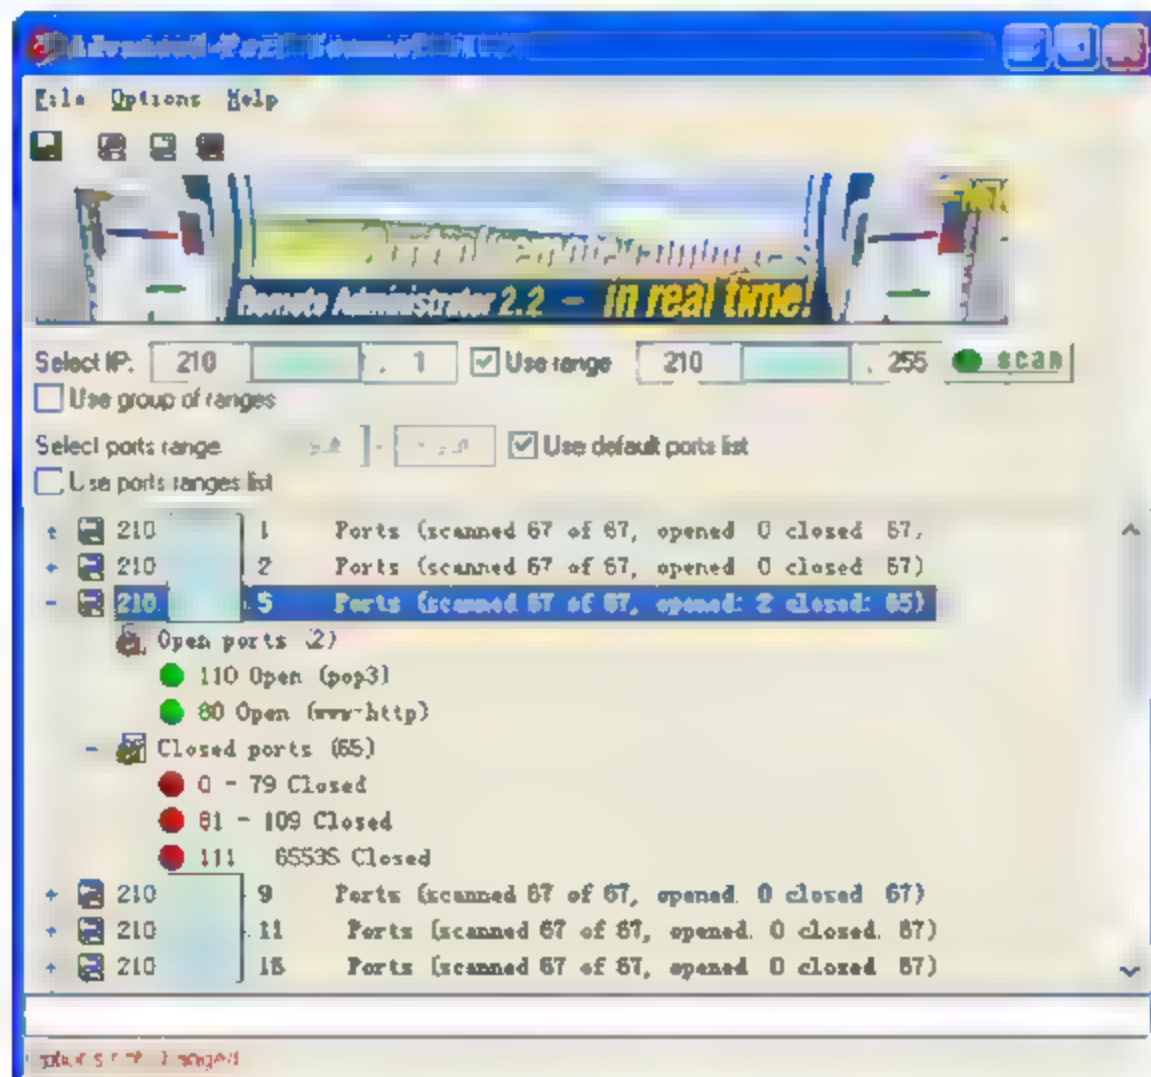 File Options Help
Remote Administrator 2.2 – in real time!
Select IP: 210 . 1 Use range 210 . 255 scan
Use group of ranges
Select ports range - Use default ports list
Use ports ranges list
210 1 Ports (scanned 67 of 67, opened 0 closed 67,
210 2 Ports (scanned 67 of 67, opened 0 closed 67)
210. . 5 Ports (scanned 67 of 67, opened: 2 closed: 65)
Open ports (2)
110 Open (pop3)
80 Open (www-http)
Closed ports (65)
0 - 79 Closed
81 - 109 Closed
111 65535 Closed
210 . 9 Ports (scanned 67 of 67, opened. 0 closed 67)
210 . 11 Ports (scanned 67 of 67, opened. 0 closed. 67)
210 15 Ports (scanned 67 of 67, opened 0 closed 67)